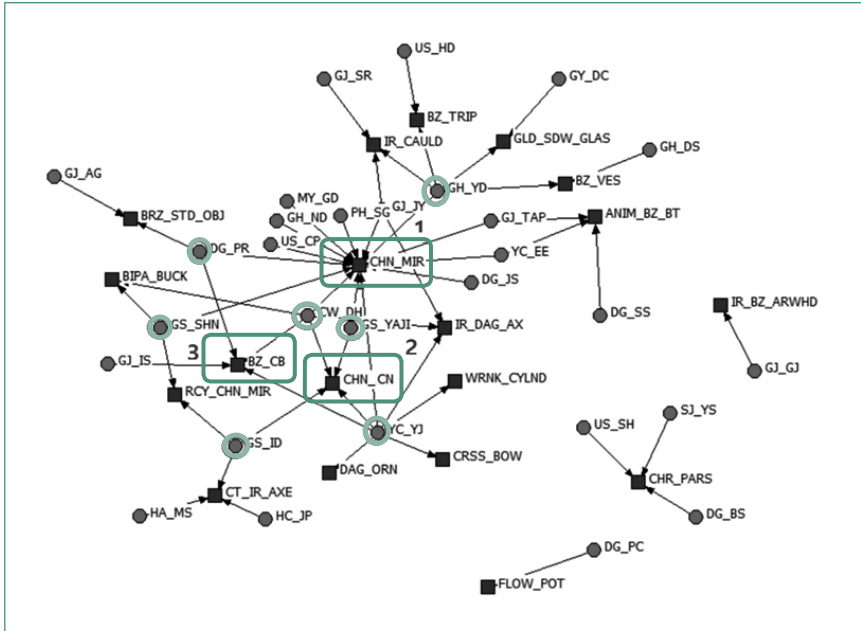 US_HD
GJ_SR
GY_DC
BZ_TRIP
IR_CAULD
GLD_SDW_GLAS
GH_DS
GJ_AG
GH_YD
BZ_VES
MY_GD
GJ_JY
PH_SG
GH_ND
1
BRZ_STD_OBJ
GJ_TAP
ANIM_BZ_BT
US_CP
DG_PR
YC_EE
CHN_MIR
BIPA_BUCK
DG_JS
IR_BZ_ARWHD
CW_DH
DG_SS
GS_SHN
GS_YAJI
IR_DAG_AX
2
3
GJ_IS
BZ_CB
GJ_GJ
CHN_CN
WRNK_CYLND
RCY_CHN_MIR
SJ_YS
US_SH
YC_YJ
GS_ID
CRSS_BOW
DAG_ORN
CHR_PARS
CT_IR_AXE
HA_MS
HC_JP
DG_BS
DG_PC
FLOW_POT